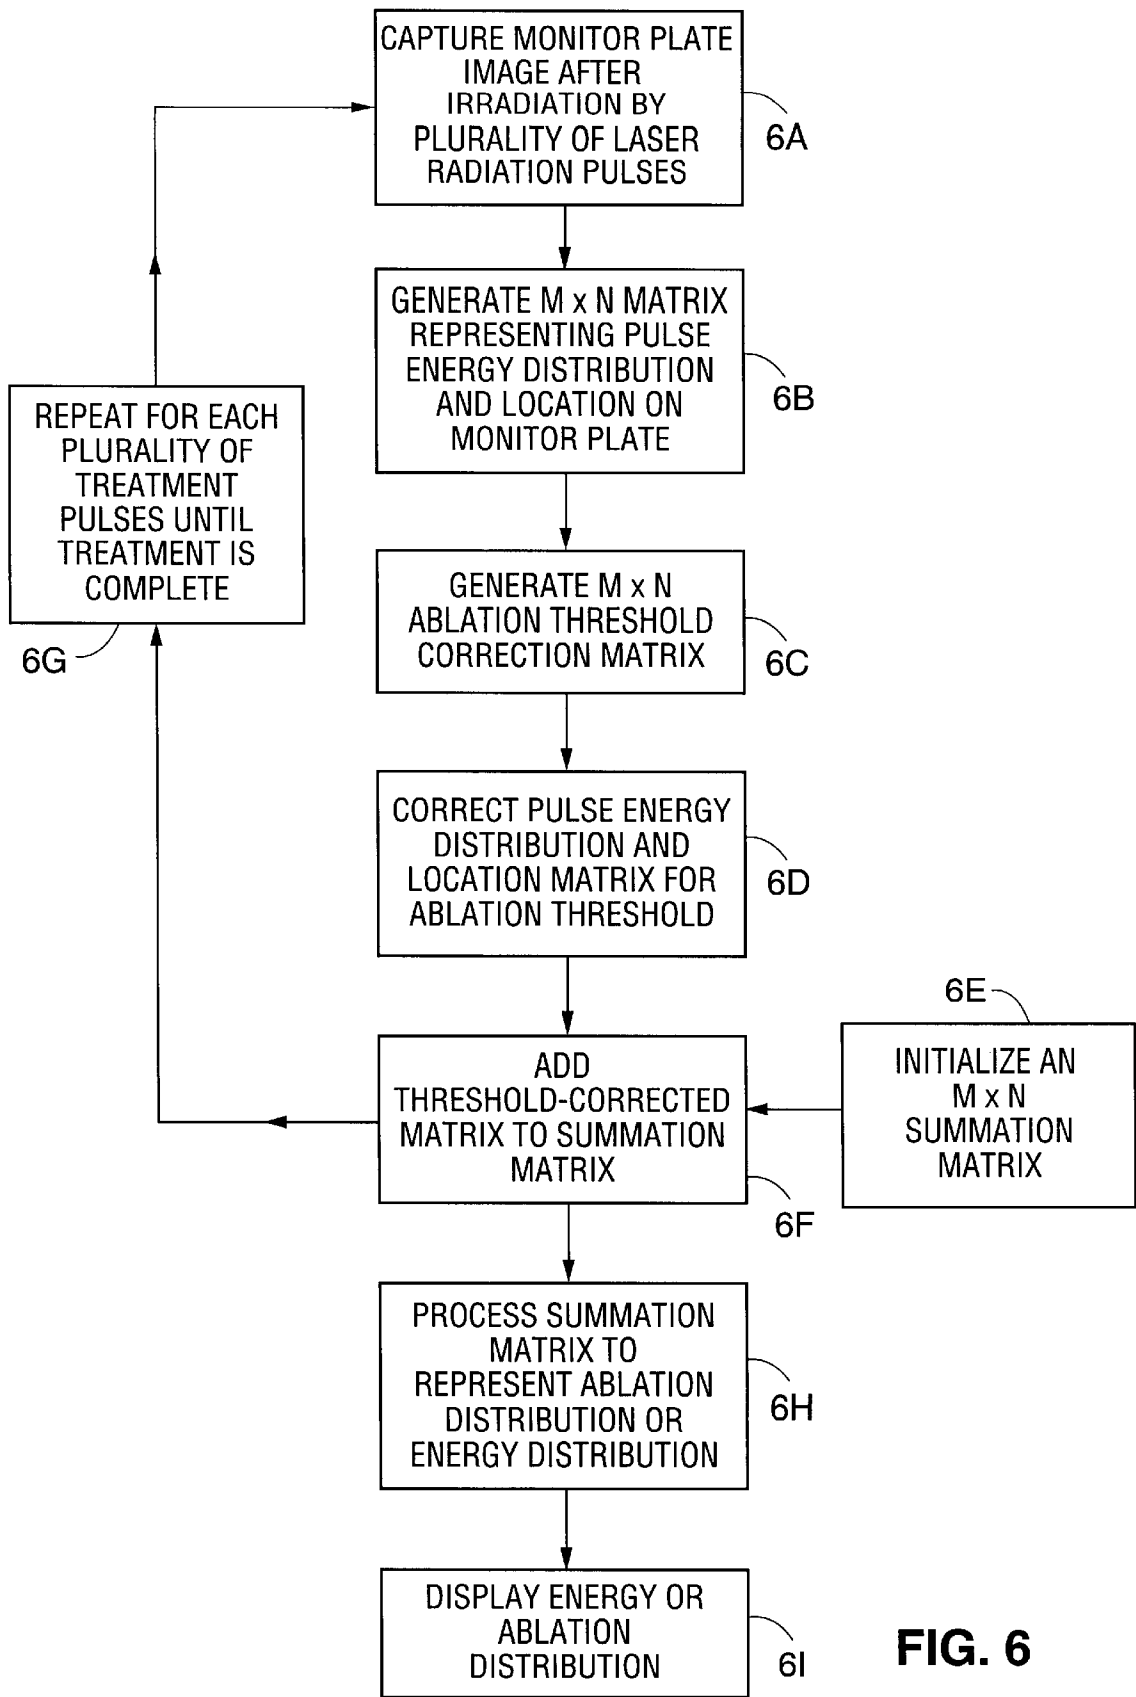 CAPTURE MONITOR PLATE
IMAGE AFTER
IRRADIATION BY
PLURALITY OF LASER
RADIATION PULSES
6A
GENERATE M x N MATRIX
REPRESENTING PULSE
ENERGY DISTRIBUTION
AND LOCATION ON
MONITOR PLATE
6B
REPEAT FOR EACH
PLURALITY OF
TREATMENT
PULSES UNTIL
TREATMENT IS
COMPLETE
6G
GENERATE M x N
ABLATION THRESHOLD
CORRECTION MATRIX
6C
CORRECT PULSE ENERGY
DISTRIBUTION AND
LOCATION MATRIX FOR
ABLATION THRESHOLD
6D
6E
INITIALIZE AN
M x N
SUMMATION
MATRIX
ADD
THRESHOLD-CORRECTED
MATRIX TO SUMMATION
MATRIX
6F
PROCESS SUMMATION
MATRIX TO
REPRESENT ABLATION
DISTRIBUTION OR
ENERGY DISTRIBUTION
6H
DISPLAY ENERGY OR
ABLATION
DISTRIBUTION
6I
FIG. 6